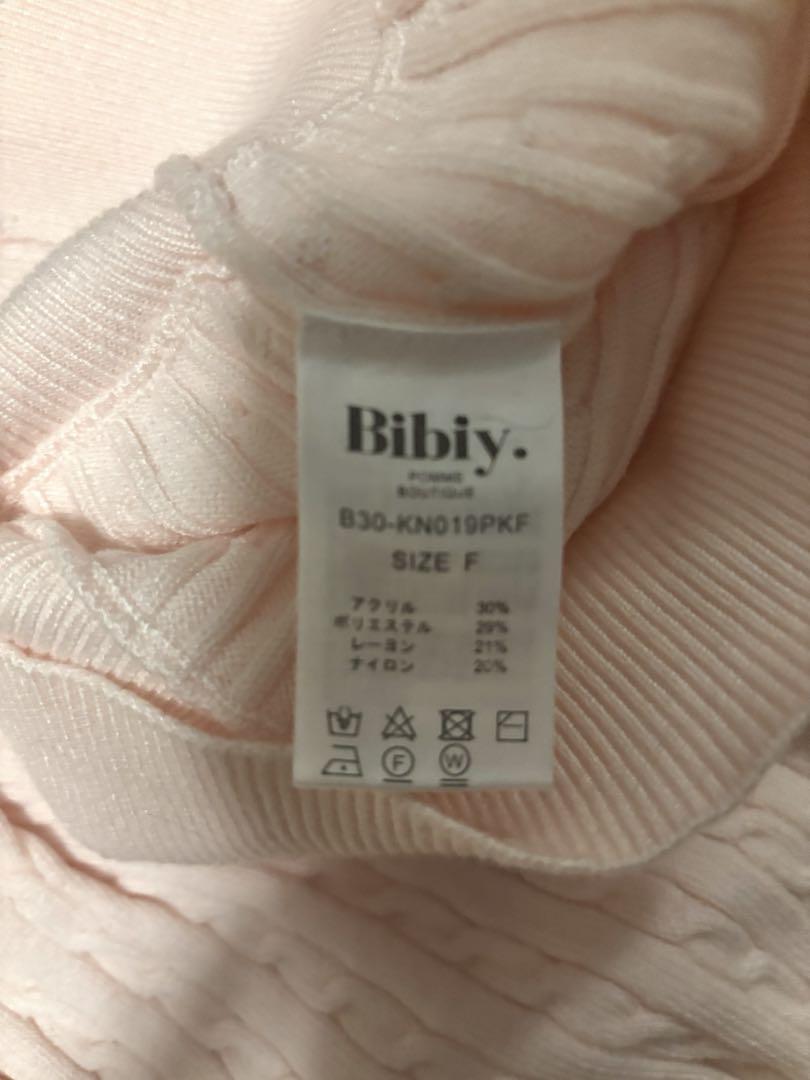 Bibiy.
POMME
BOUTIQUE
B30-KN019PKF
SIZE F
アクリル 30%
ポリエステル 29%
レーヨン 21%
ナイロン 20%
F W